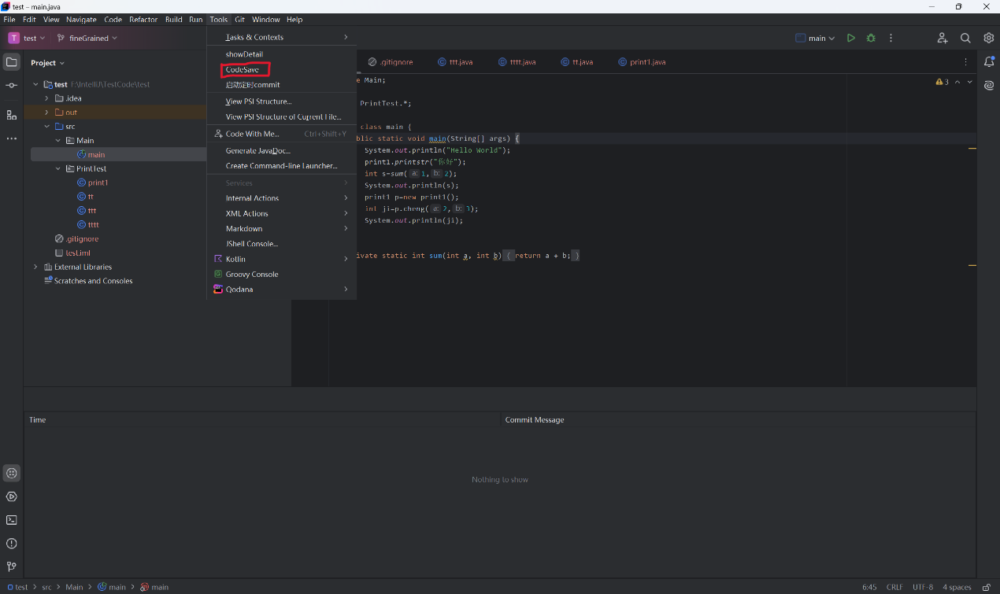 test – main.java
File Edit View Navigate Code Refactor Build Run Tools Git Window Help
T test fineGrained main
Project
test F:\IntelliJ\TestCode\test
.idea
out
src
Main
main
PrintTest
print1
tt
ttt
tttt
.gitignore
test.iml
External Libraries
Scratches and Consoles
Tasks & Contexts
showDetail
CodeSave
启动定时commit
View PSI Structure...
View PSI Structure of Current File...
Code With Me... Ctrl+Shift+Y
Generate JavaDoc...
Create Command-line Launcher...
Services
Internal Actions
XML Actions
Markdown
JShell Console...
Kotlin
Groovy Console
Qodana
.gitignore ttt.java tttt.java tt.java print1.java
e Main; 3
PrintTest.*;
class main {
blic static void main(String[] args) {
System.out.println("Hello World");
print1.printstr("你好");
int s=sum( a: 1, b: 2);
System.out.println(s);
print1 p=new print1();
int ji=p.cheng( a: 2, b: 3);
System.out.println(ji);
ivate static int sum(int a, int b) { return a + b; }
Time Commit Message
Nothing to show
test src Main main main 6:45 CRLF UTF-8 4 spaces